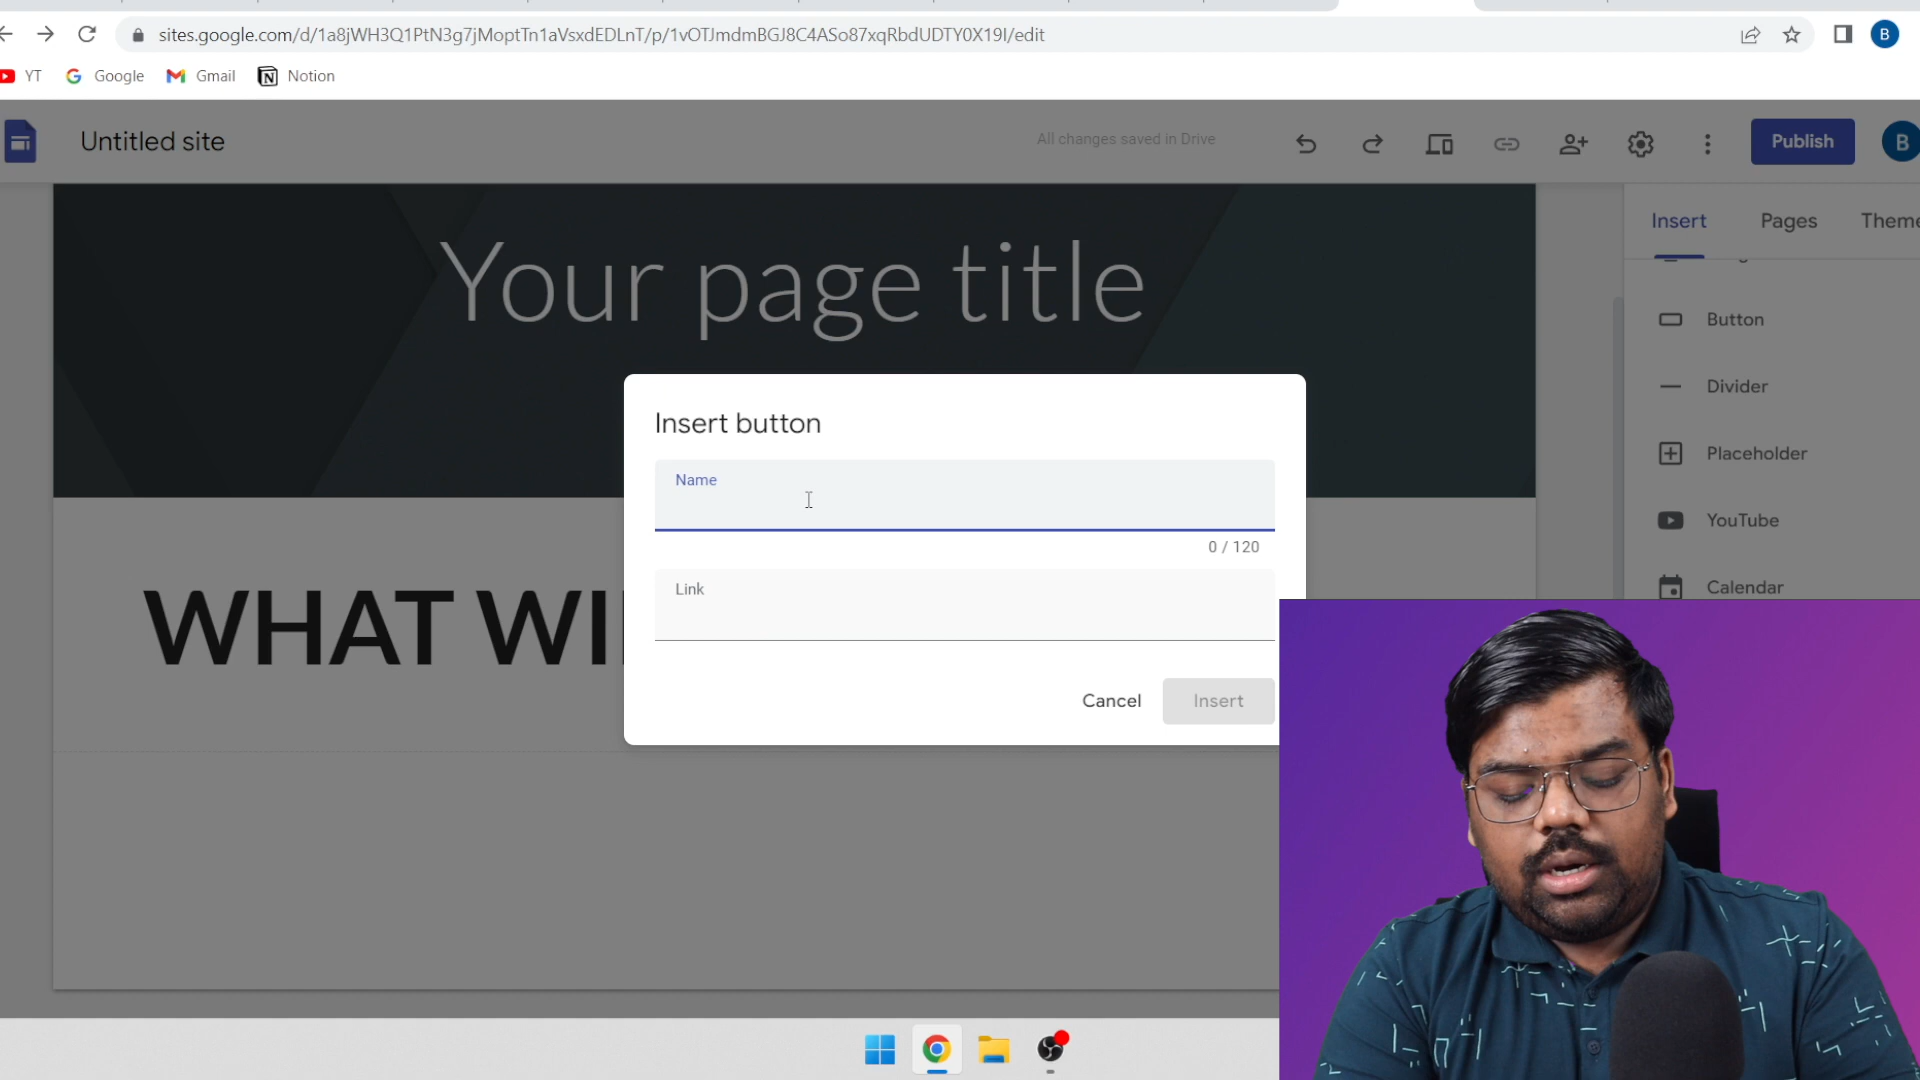 sites.google.com/d/1a8jWH3Q1PtN3g7jMoptTn1aVsxdEDLnT/p/1vOTJmdmBGJ8C4ASo87xqRbdUDTY0X19I/edit
B
YT
Google
Gmail
Notion
Untitled site
All changes saved in Drive
Publish
B
Your page title
Insert
Pages
Theme
Button
Divider
Placeholder
YouTube
Calendar
Insert button
Name
0 / 120
Link
WHAT WI
Cancel
Insert